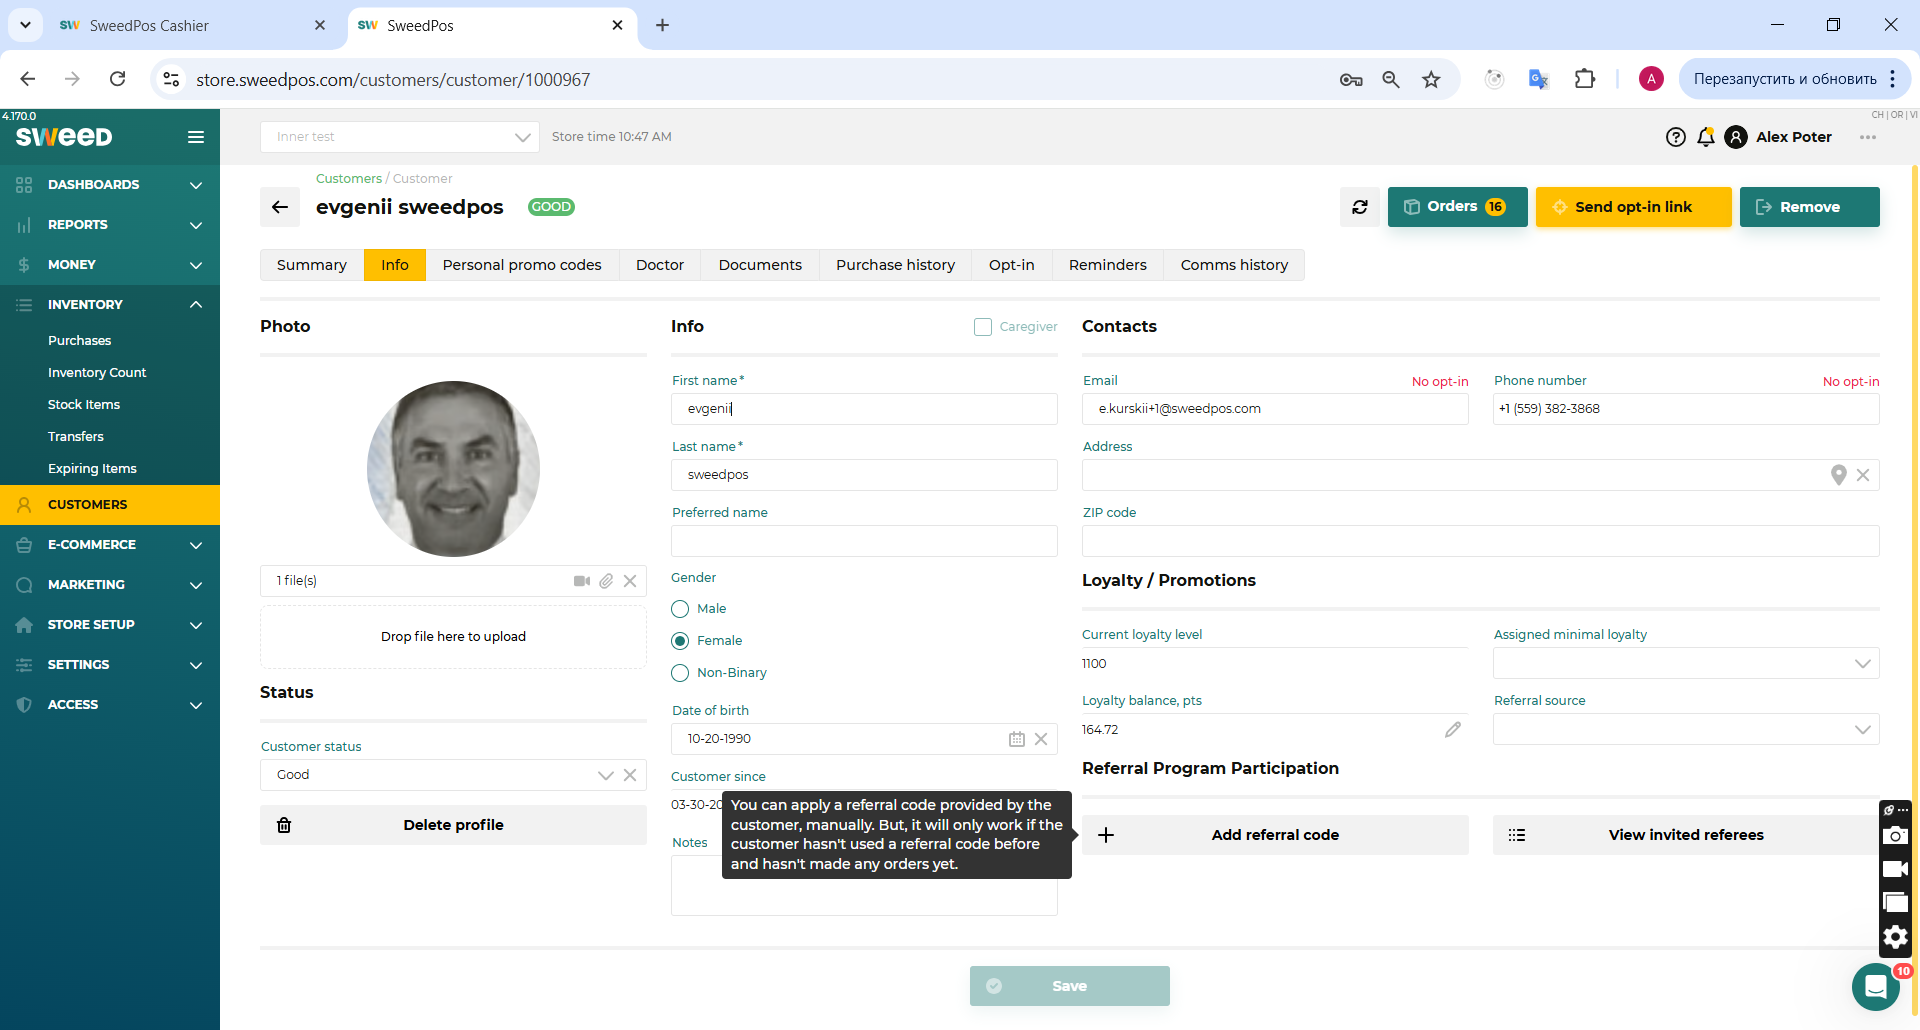 SweedPos Cashier
SweedPos
store.sweedpos.com/customers/customer/1000967
A
Перезапустить и обновить
4.170.0
sweed
Inner test
Store time 10:47 AM
CH | OR | VI
Alex Poter
DASHBOARDS
REPORTS
MONEY
INVENTORY
Purchases
Inventory Count
Stock Items
Transfers
Expiring Items
CUSTOMERS
E-COMMERCE
MARKETING
STORE SETUP
SETTINGS
ACCESS
Customers / Customer
evgenii sweedpos
GOOD
Orders 16
Send opt-in link
Remove
Summary
Info
Personal promo codes
Doctor
Documents
Purchase history
Opt-in
Reminders
Comms history
Photo
1 file(s)
Drop file here to upload
Status
Customer status
Good
Delete profile
Info
Caregiver
First name*
evgenii
Last name*
sweedpos
Preferred name
Gender
Male
Female
Non-Binary
Date of birth
10-20-1990
Customer since
03-30-20
Notes
You can apply a referral code provided by the
customer, manually. But, it will only work if the
customer hasn't used a referral code before
and hasn't made any orders yet.
Contacts
Email
No opt-in
e.kurskii+1@sweedpos.com
Phone number
No opt-in
+1 (559) 382-3868
Address
ZIP code
Loyalty / Promotions
Current loyalty level
1100
Assigned minimal loyalty
Loyalty balance, pts
164.72
Referral source
Referral Program Participation
Add referral code
View invited referees
Save
10